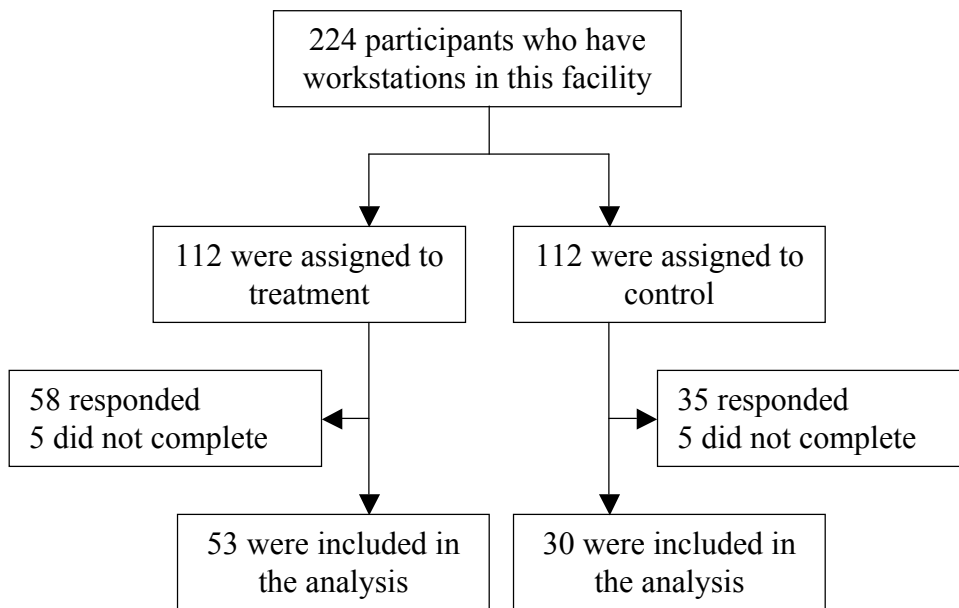 224 participants who have
workstations in this facility
112 were assigned to
treatment
112 were assigned to
control
58 responded
5 did not complete
35 responded
5 did not complete
53 were included in
the analysis
30 were included in
the analysis